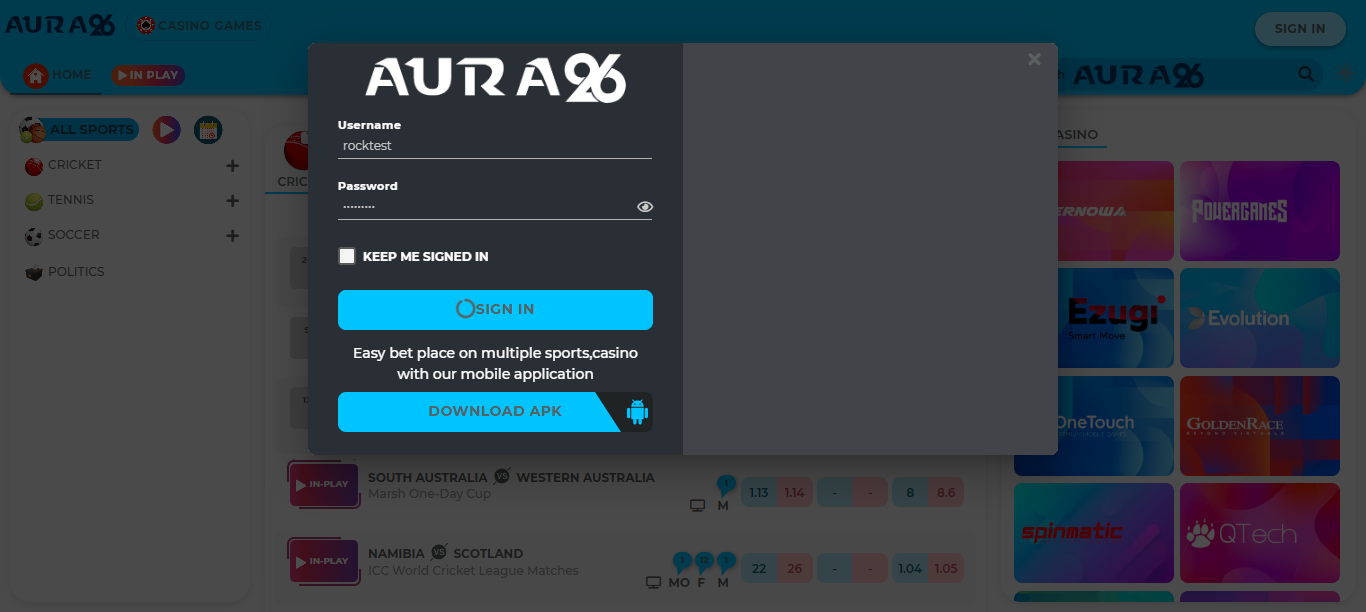 AURA96
CASINO GAMES
SIGN IN
HOME
IN PLAY
AURA96
ALL SPORTS
CRICKET
TENNIS
SOCCER
POLITICS
CRIC
AURA96
Username
rocktest
Password
KEEP ME SIGNED IN
SIGN IN
Easy bet place on multiple sports,casino
with our mobile application
DOWNLOAD APK
ASINO
ERNOWA
POWERGAMES
Ezugi
Smart Move
Evolution
OneTouch
GOLDENRACE
BEYOND VIRTUALS
spinmatic
QTech
IN-PLAY
SOUTH AUSTRALIA VS WESTERN AUSTRALIA
Marsh One-Day Cup
M
1.13 1.14 - - 8 8.6
IN-PLAY
NAMIBIA VS SCOTLAND
ICC World Cricket League Matches
MO F M
22 26 - - 1.04 1.05